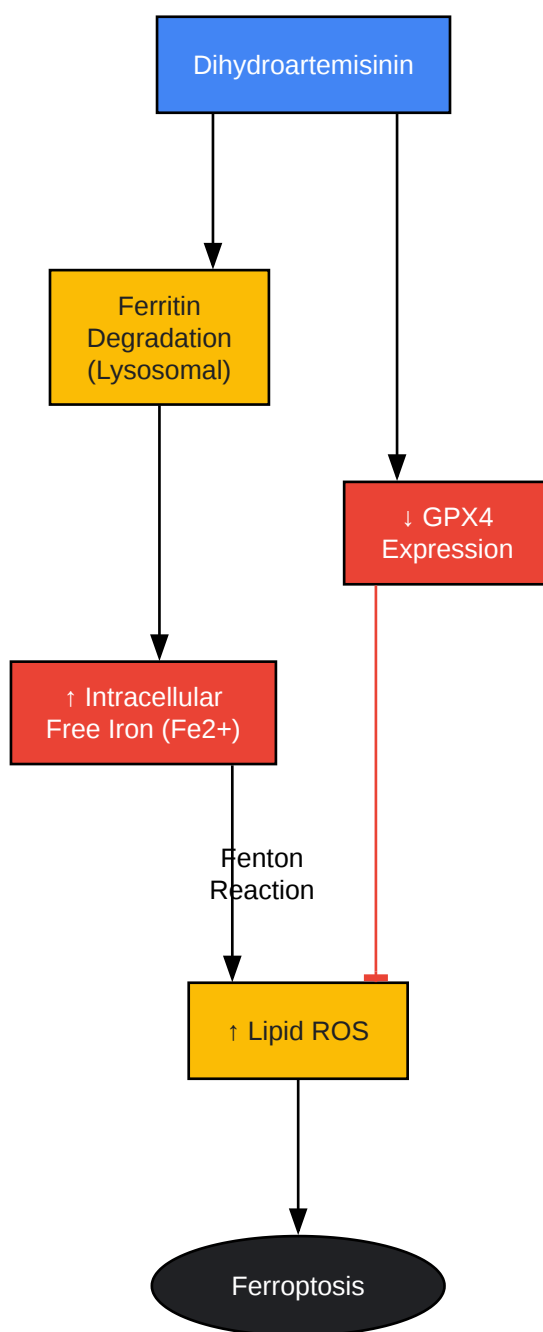 Dihydroartemisinin
Ferritin
Degradation
(Lysosomal)
↓ GPX4
Expression
↑ Intracellular
Free Iron (Fe2+)
Fenton
Reaction
↑ Lipid ROS
Ferroptosis